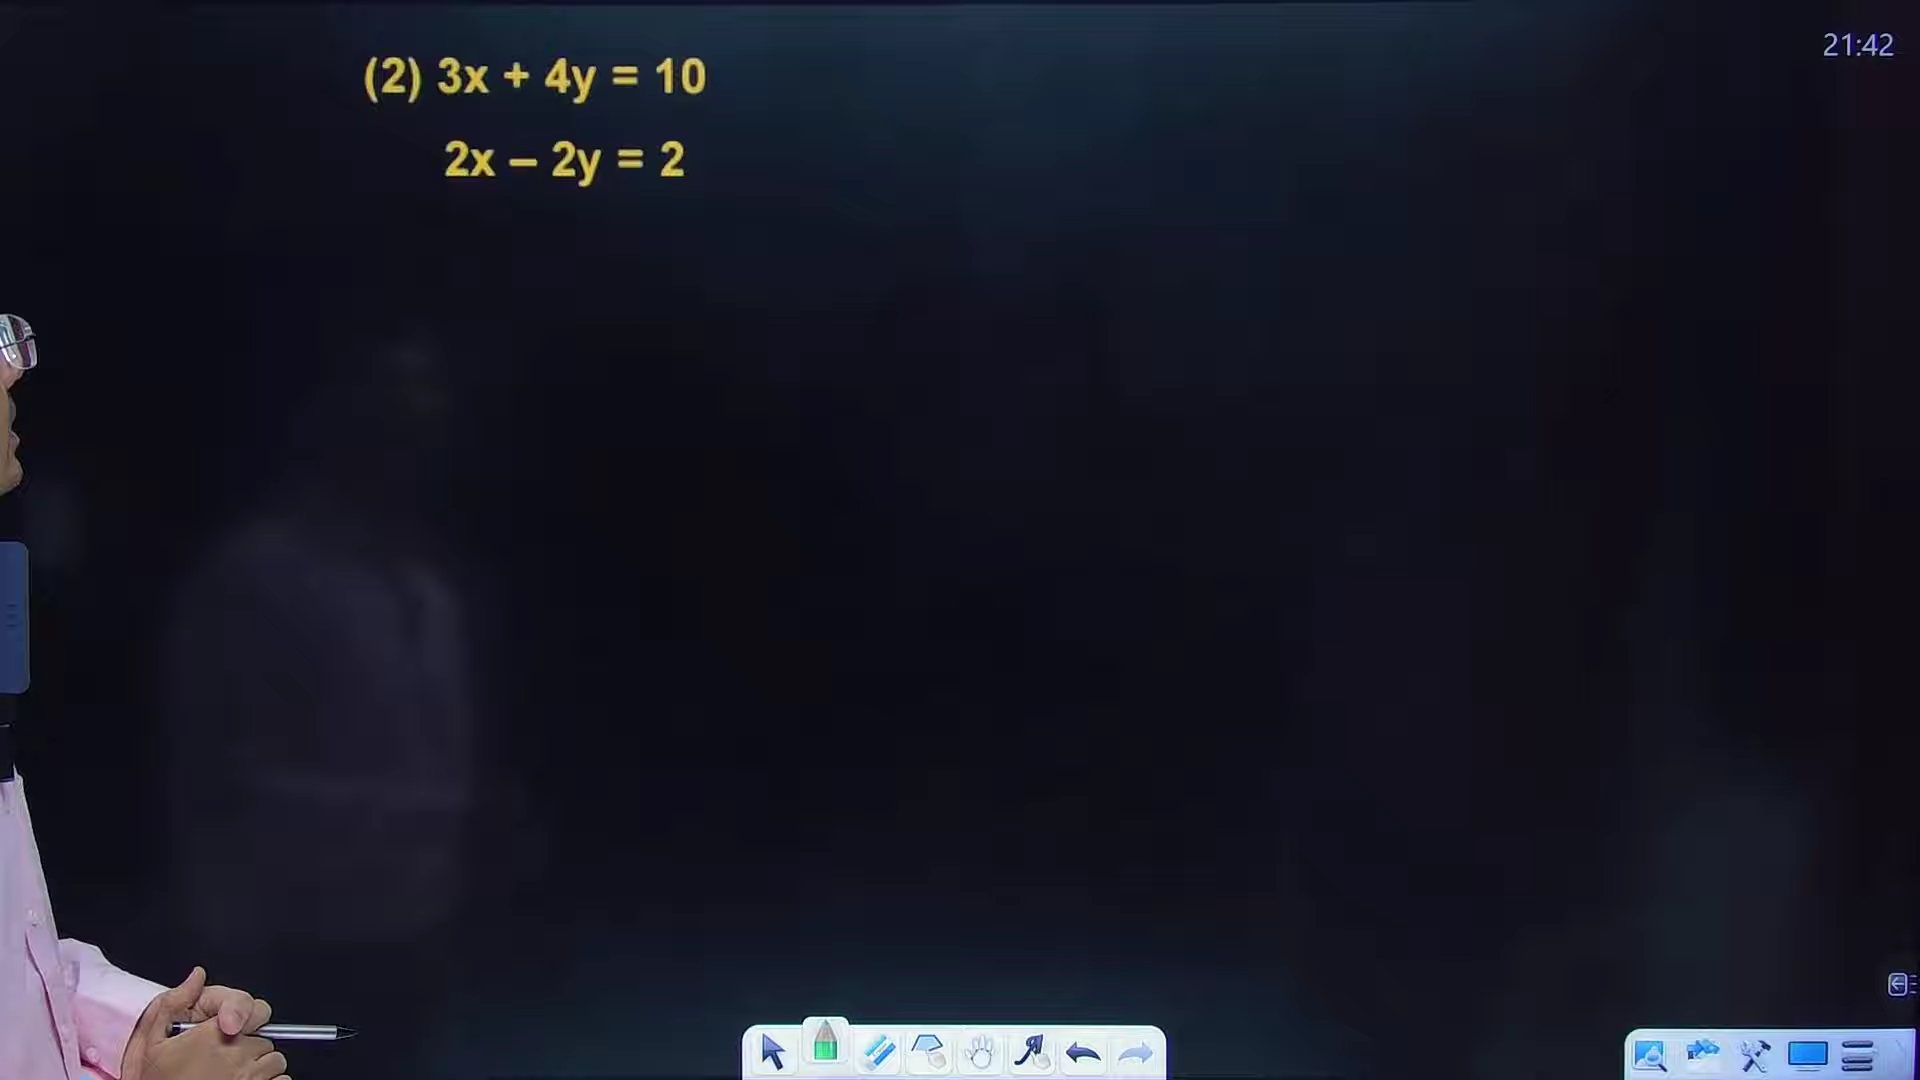 21:42
(2) 3x + 4y = 10
2x – 2y = 2